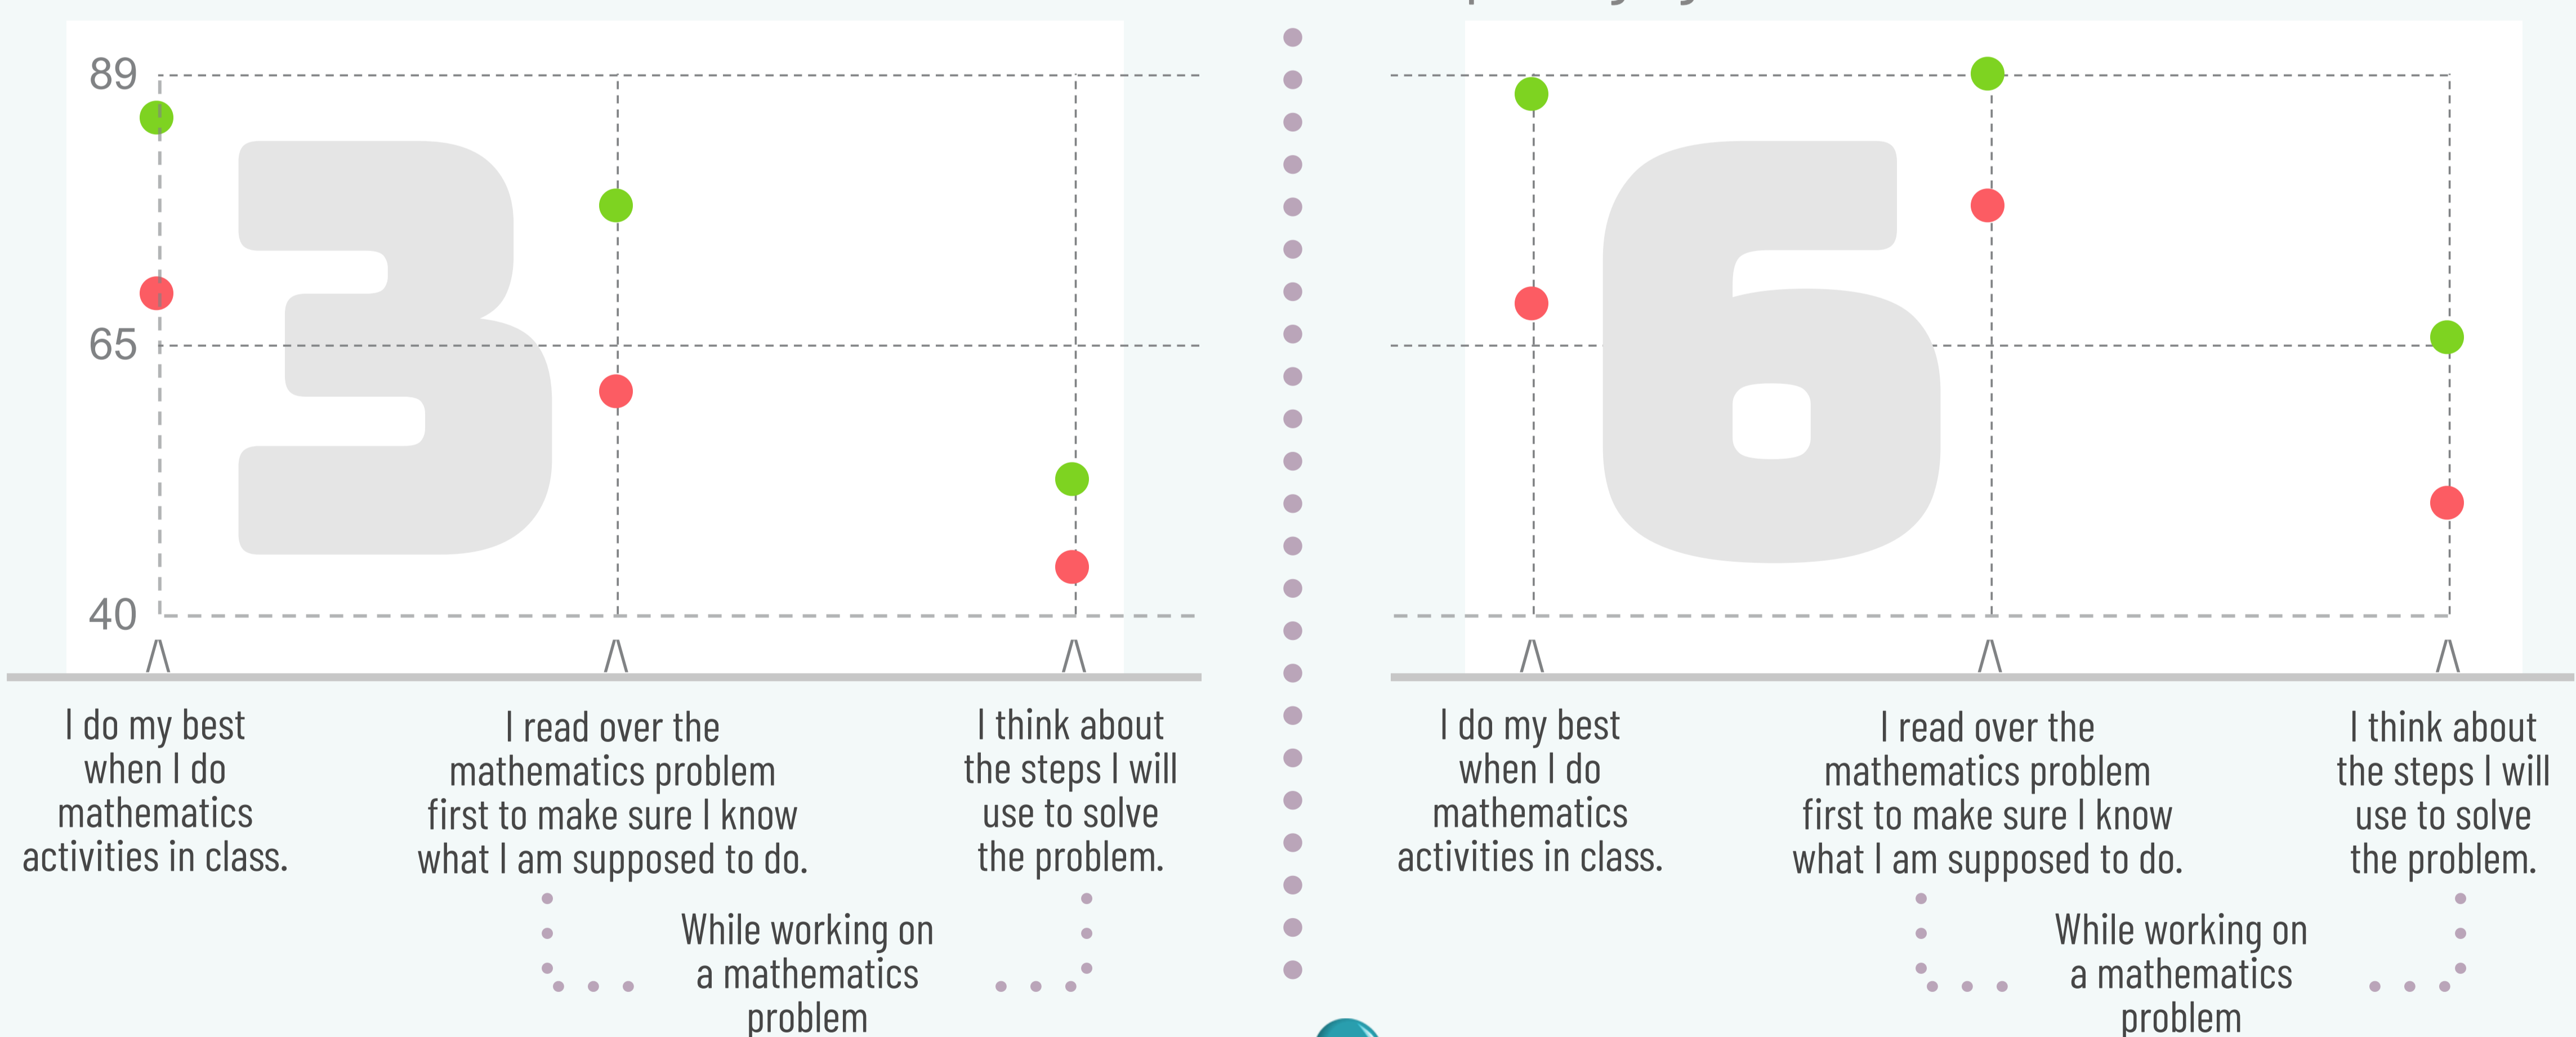 89
65
40
3
I do my best
when I do
mathematics
activities in class.
I read over the
mathematics problem
first to make sure I know
what I am supposed to do.
I think about
the steps I will
use to solve
the problem.
While working on
a mathematics
problem
6
I do my best
when I do
mathematics
activities in class.
I read over the
mathematics problem
first to make sure I know
what I am supposed to do.
I think about
the steps I will
use to solve
the problem.
While working on
a mathematics
problem